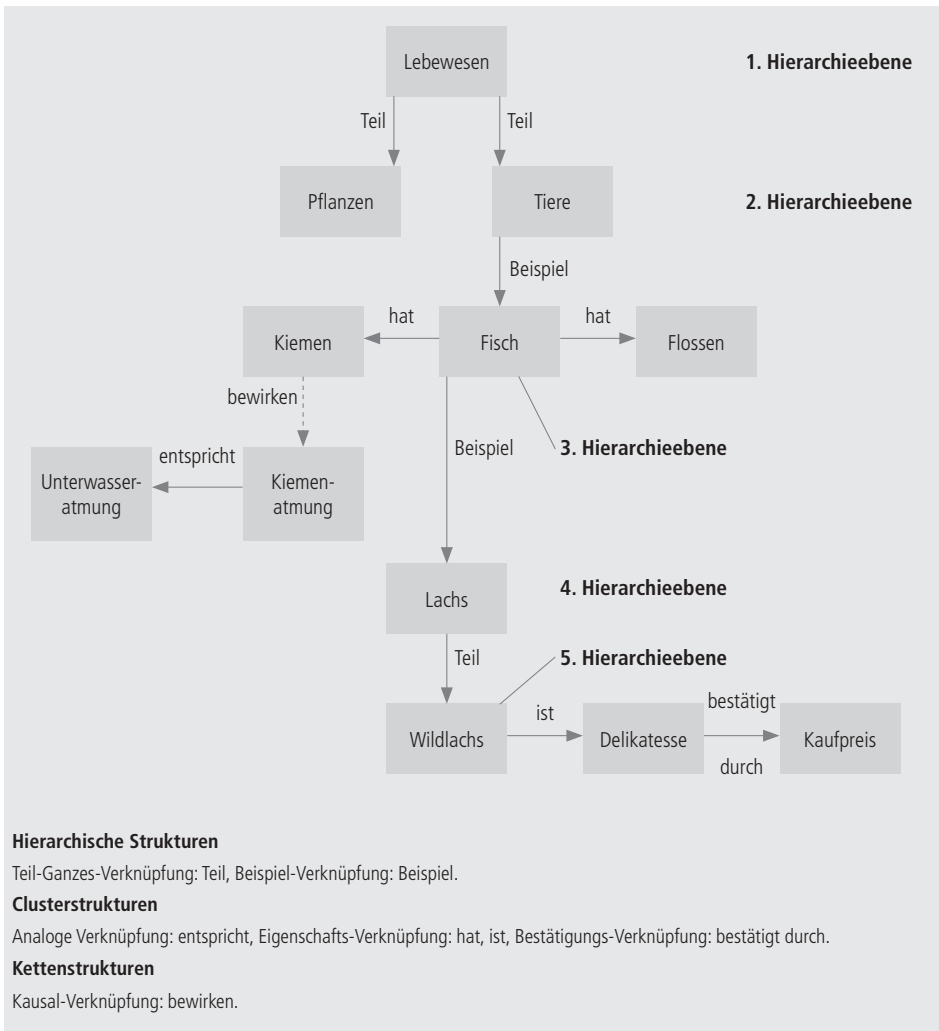 Lebewesen
1. Hierarchieebene
Teil
Teil
Pflanzen
Tiere
2. Hierarchieebene
Beispiel
Kiemen
hat
Fisch
hat
Flossen
bewirken
Beispiel
3. Hierarchieebene
Unterwasser-
atmung
entspricht
Kiemen-
atmung
Lachs
4. Hierarchieebene
Teil
5. Hierarchieebene
Wildlachs
ist
Delikatesse
bestätigt
durch
Kaufpreis
Hierarchische Strukturen
Teil-Ganzes-Verknüpfung: Teil, Beispiel-Verknüpfung: Beispiel.
Clusterstrukturen
Analoge Verknüpfung: entspricht, Eigenschafts-Verknüpfung: hat, ist, Bestätigungs-Verknüpfung: bestätigt durch.
Kettenstrukturen
Kausal-Verknüpfung: bewirken.